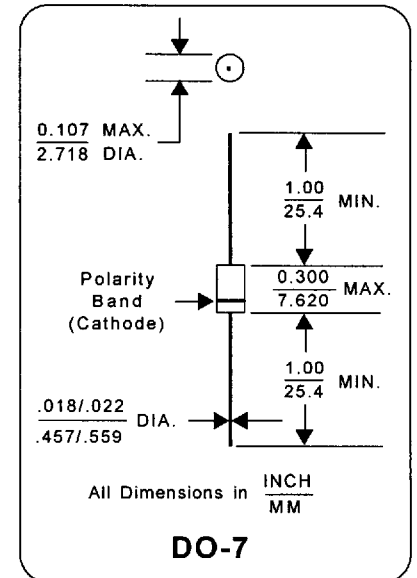 0.107 MAX.
2.718 DIA.
1.00
25.4 MIN.
Polarity
Band
(Cathode)
0.300
7.620 MAX.
1.00
25.4 MIN.
.018/.022
.457/.559 DIA.
All Dimensions in INCH
MM
DO-7